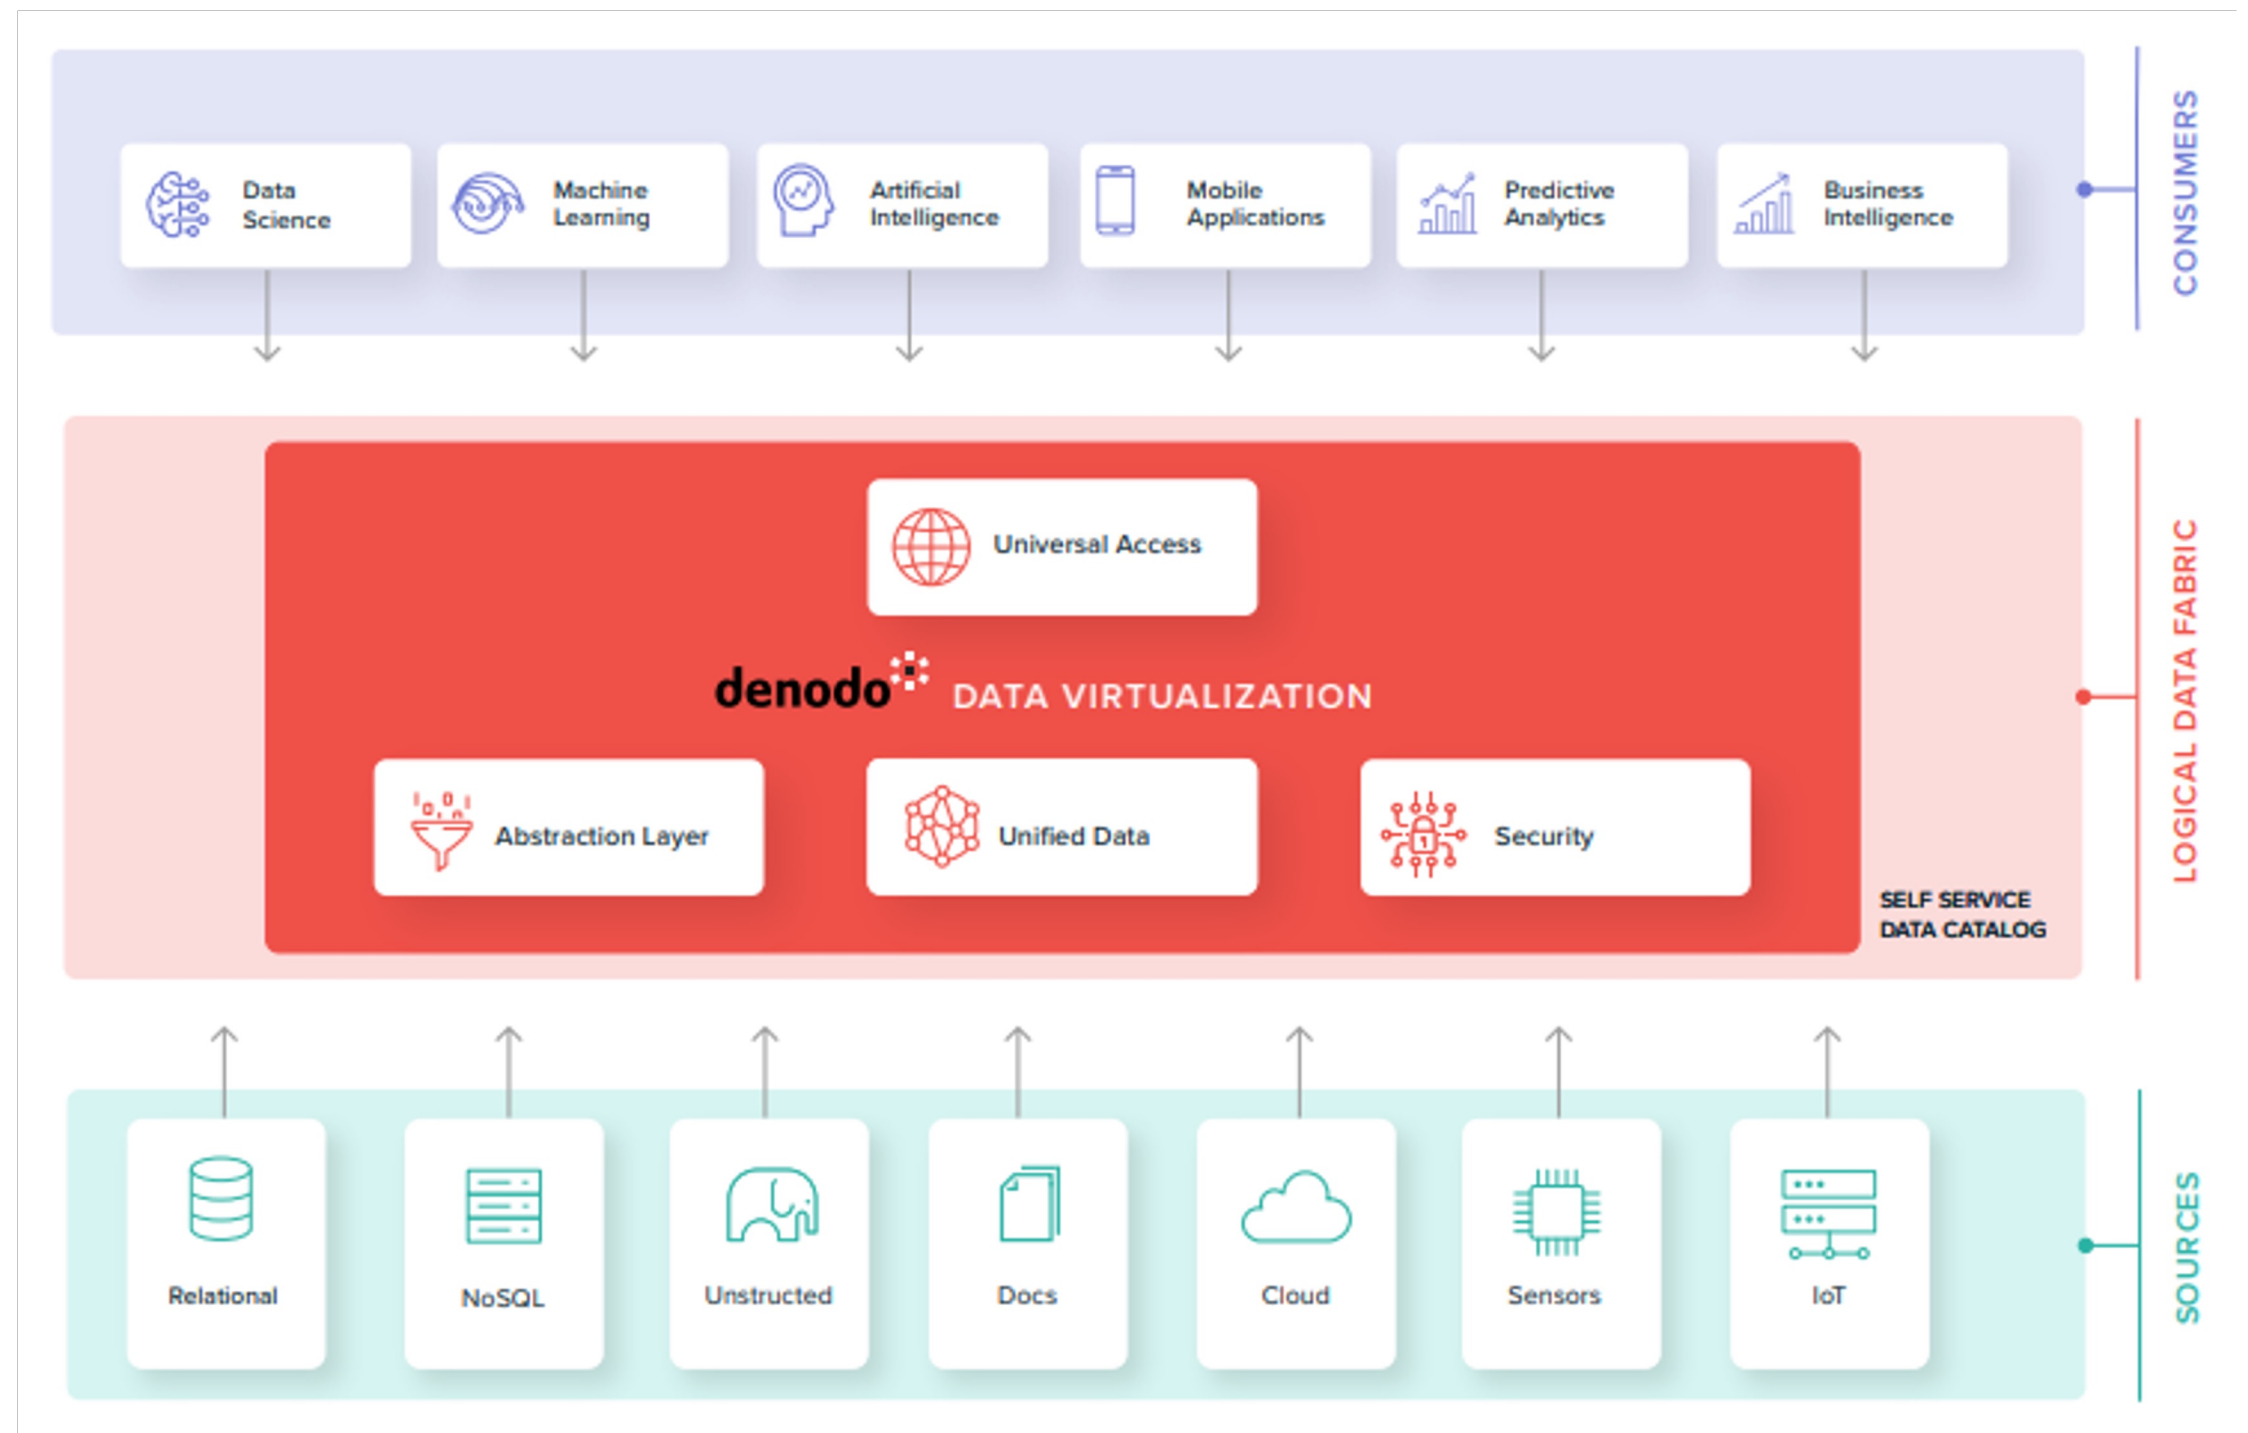 Data
Science
Machine
Learning
Artificial
Intelligence
Mobile
Applications
Predictive
Analytics
Business
Intelligence
CONSUMERS
Universal Access
denodo DATA VIRTUALIZATION
Abstraction Layer
Unified Data
Security
SELF SERVICE
DATA CATALOG
LOGICAL DATA FABRIC
Relational
NoSQL
Unstructed
Docs
Cloud
Sensors
IoT
SOURCES